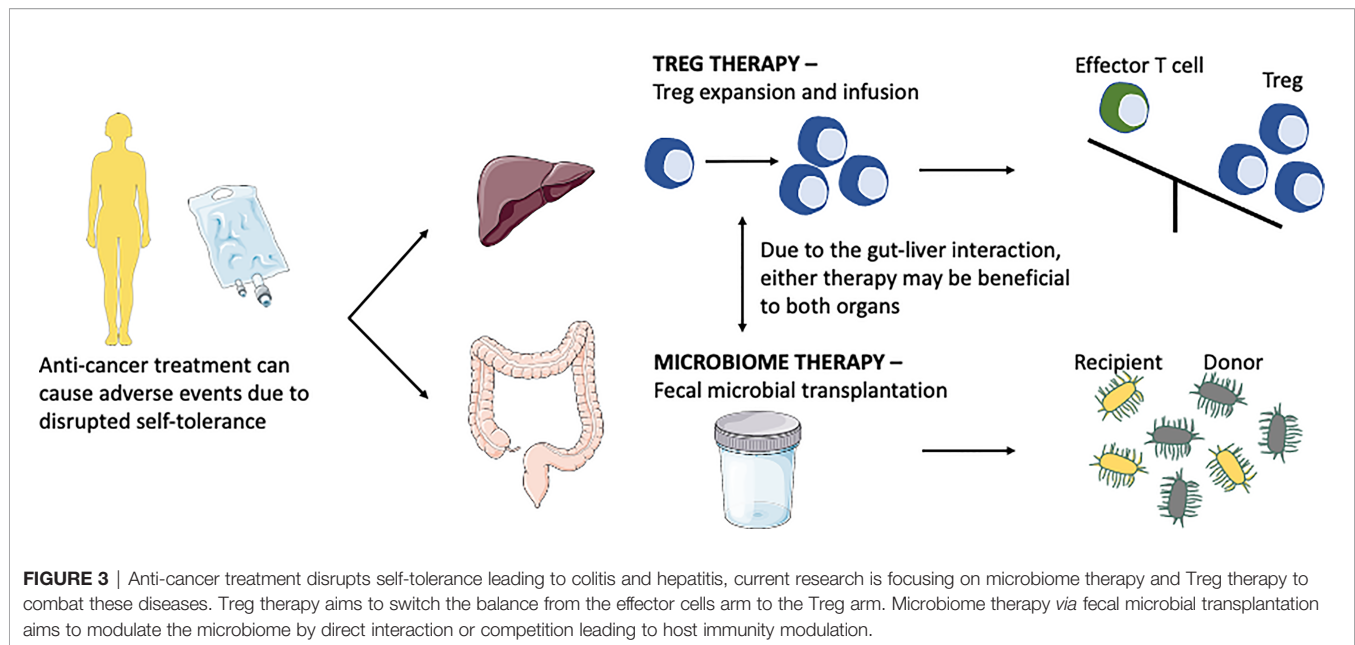 Anti-cancer treatment can
cause adverse events due to
disrupted self-tolerance
TREG THERAPY –
Treg expansion and infusion
Effector T cell
Treg
Due to the gut-liver interaction,
either therapy may be beneficial
to both organs
MICROBIOME THERAPY –
Fecal microbial transplantation
Recipient
Donor
FIGURE 3 | Anti-cancer treatment disrupts self-tolerance leading to colitis and hepatitis, current research is focusing on microbiome therapy and Treg therapy to
combat these diseases. Treg therapy aims to switch the balance from the effector cells arm to the Treg arm. Microbiome therapy via fecal microbial transplantation
aims to modulate the microbiome by direct interaction or competition leading to host immunity modulation.